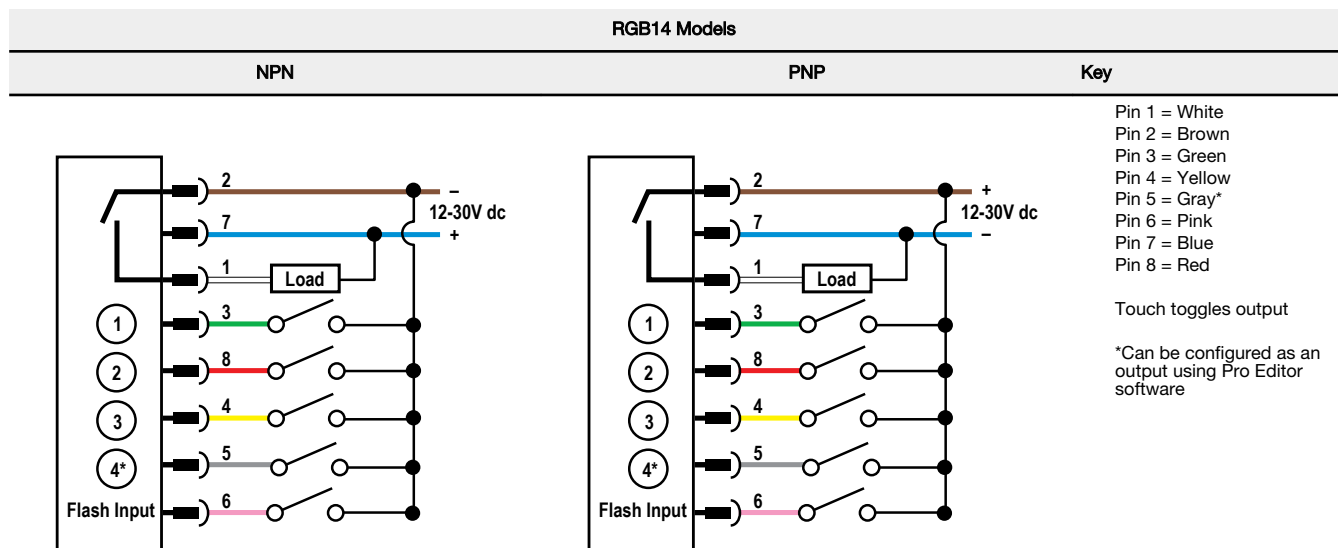 RGB14 Models
NPN
PNP
Key
2
–
12-30V dc
7
+
1
Load
1
3
2
8
3
4
4*
5
Flash Input
6
2
+
12-30V dc
7
–
1
Load
1
3
2
8
3
4
4*
5
Flash Input
6
Pin 1 = White
Pin 2 = Brown
Pin 3 = Green
Pin 4 = Yellow
Pin 5 = Gray*
Pin 6 = Pink
Pin 7 = Blue
Pin 8 = Red
Touch toggles output
*Can be configured as an
output using Pro Editor
software